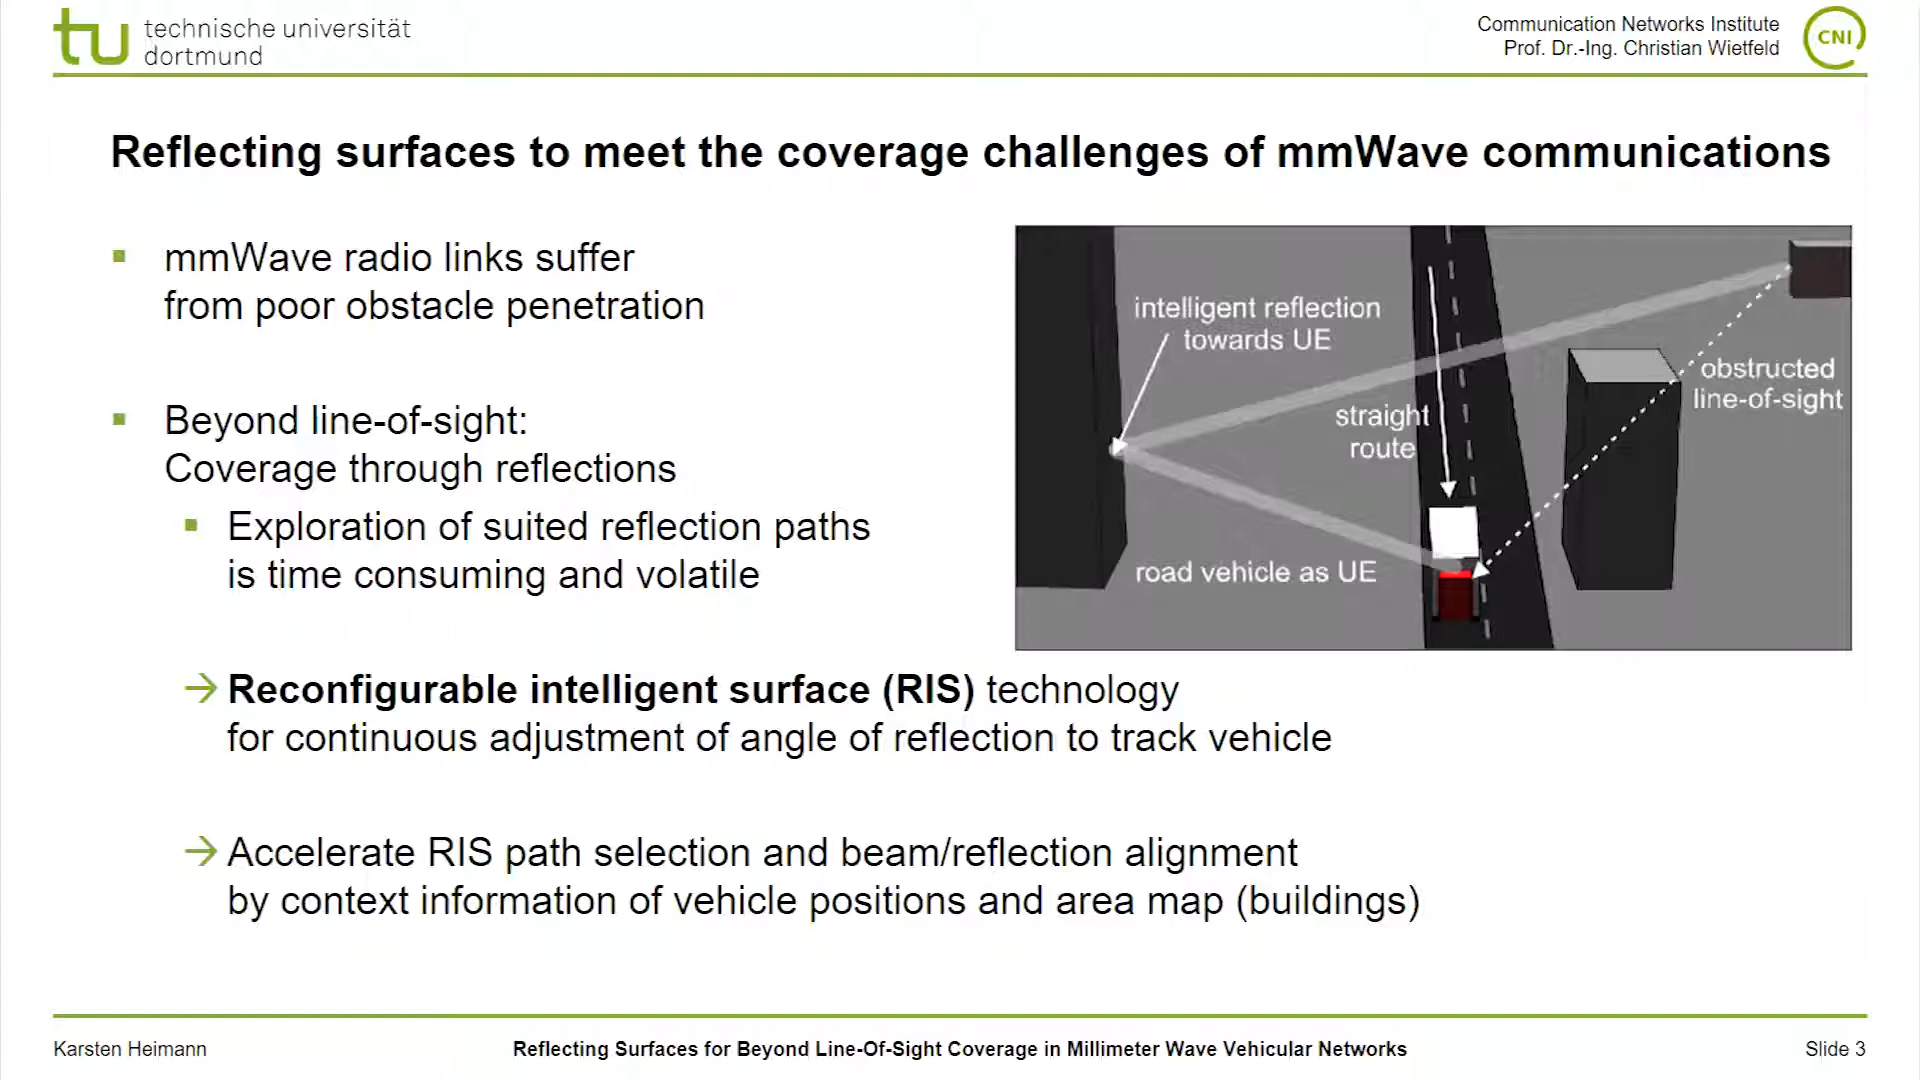 tu technische universität
dortmund
Communication Networks Institute
Prof. Dr.-Ing. Christian Wietfeld
CNI
Reflecting surfaces to meet the coverage challenges of mmWave communications
mmWave radio links suffer
from poor obstacle penetration
Beyond line-of-sight:
Coverage through reflections
Exploration of suited reflection paths
is time consuming and volatile
intelligent reflection
towards UE
obstructed
line-of-sight
straight
route
road vehicle as UE
→ Reconfigurable intelligent surface (RIS) technology
for continuous adjustment of angle of reflection to track vehicle
→ Accelerate RIS path selection and beam/reflection alignment
by context information of vehicle positions and area map (buildings)
Karsten Heimann
Reflecting Surfaces for Beyond Line-Of-Sight Coverage in Millimeter Wave Vehicular Networks
Slide 3